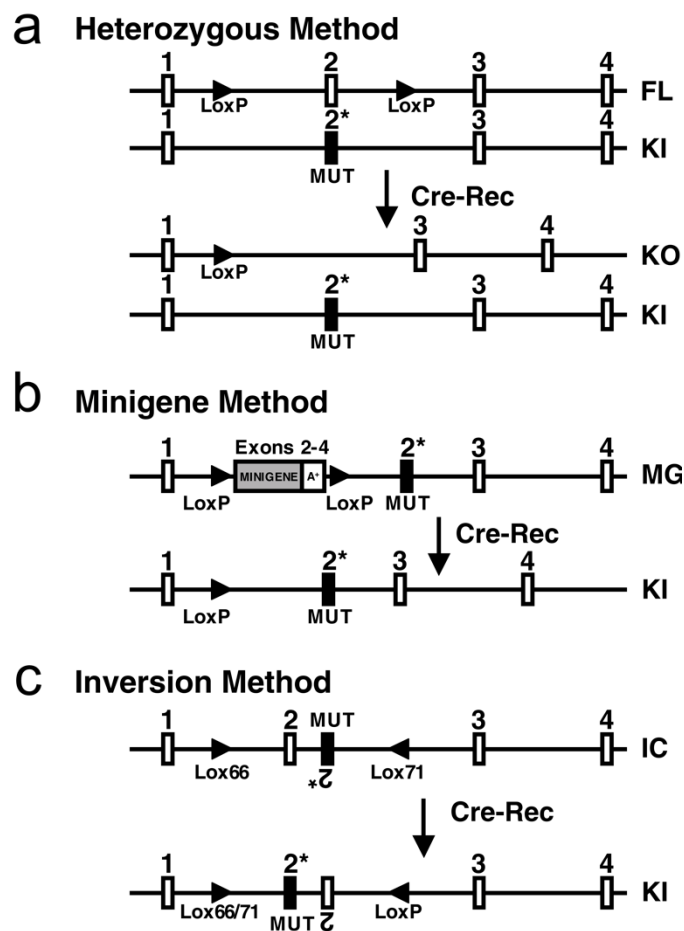 a Heterozygous Method
1 2 3 4
LoxP LoxP FL
1 2* 3 4
KI
MUT
Cre-Rec
1 3 4
LoxP KO
1 2* 3 4
KI
MUT
b Minigene Method
1 Exons 2-4 2* 3 4
MINIGENE A+ MG
LoxP LoxP MUT
Cre-Rec
1 2* 3 4
KI
LoxP MUT
c Inversion Method
1 2 MUT 3 4
IC
Lox66 2* Lox71
Cre-Rec
1 2* 3 4
KI
Lox66/71 MUT 2 LoxP